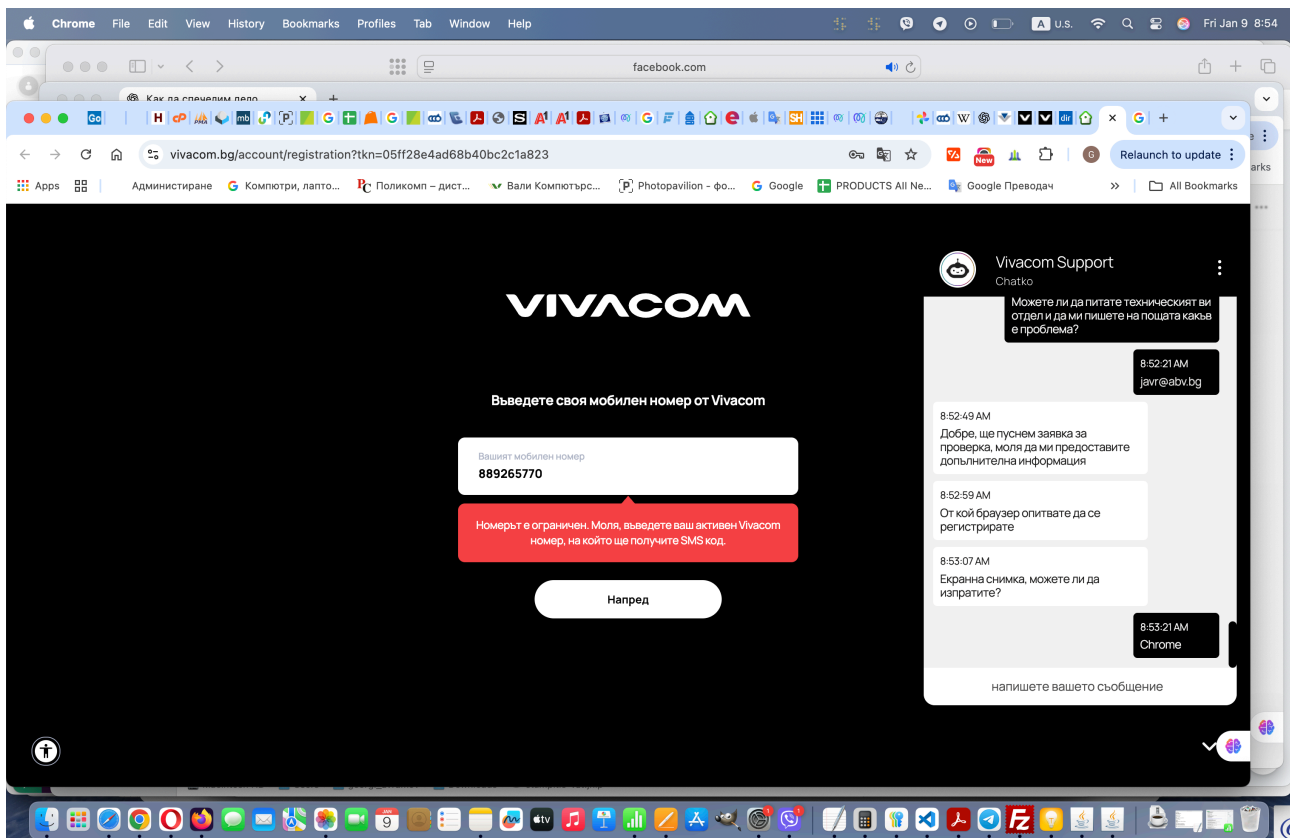 Chrome File Edit View History Bookmarks Profiles Tab Window Help
A U.S. Fri Jan 9 8:54
facebook.com
Как да спечелим дело
vivacom.bg/account/registration?tkn=05ff28e4ad68b40bc2c1a823
New
G
Relaunch to update
Apps
Администриране
Компютри, лапто...
Поликомп – дист...
Вали Компютърс...
Photopavilion - фо...
Google
PRODUCTS All Ne...
Google Преводач
All Bookmarks
arks
VIVACOM
Въведете своя мобилен номер от Vivacom
Вашият мобилен номер
889265770
Номерът е ограничен. Моля, въведете ваш активен Vivacom
номер, на който ще получите SMS код.
Напред
Vivacom Support
Chatko
Можете ли да питате техническият ви
отдел и да ми пишете на пощата какъв
е проблема?
8:52:21 AM
javr@abv.bg
8:52:49 AM
Добре, ще пуснем заявка за
проверка, моля да ми предоставите
допълнителна информация
8:52:59 AM
От кой браузер опитвате да се
регистрирате
8:53:07 AM
Екранна снимка, можете ли да
изпратите?
8:53:21 AM
Chrome
напишете вашето съобщение